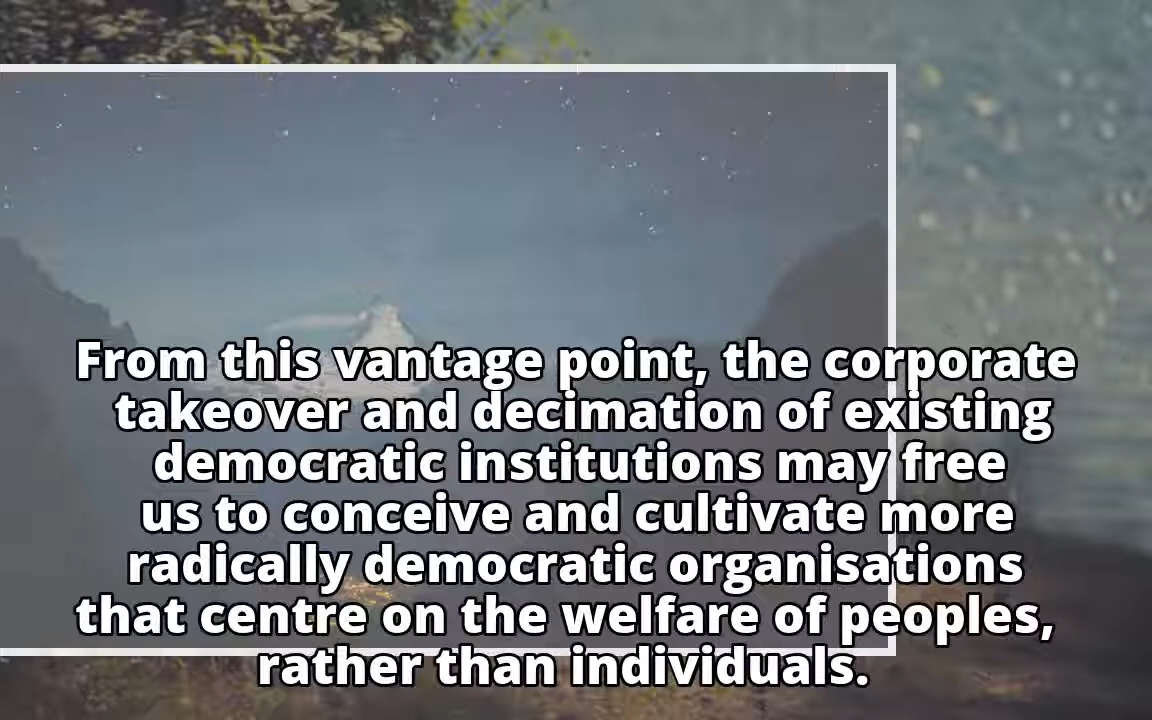 From this vantage point, the corporate
takeover and decimation of existing
democratic institutions may free
us to conceive and cultivate more
radically democratic organisations
that centre on the welfare of peoples,
rather than individuals.